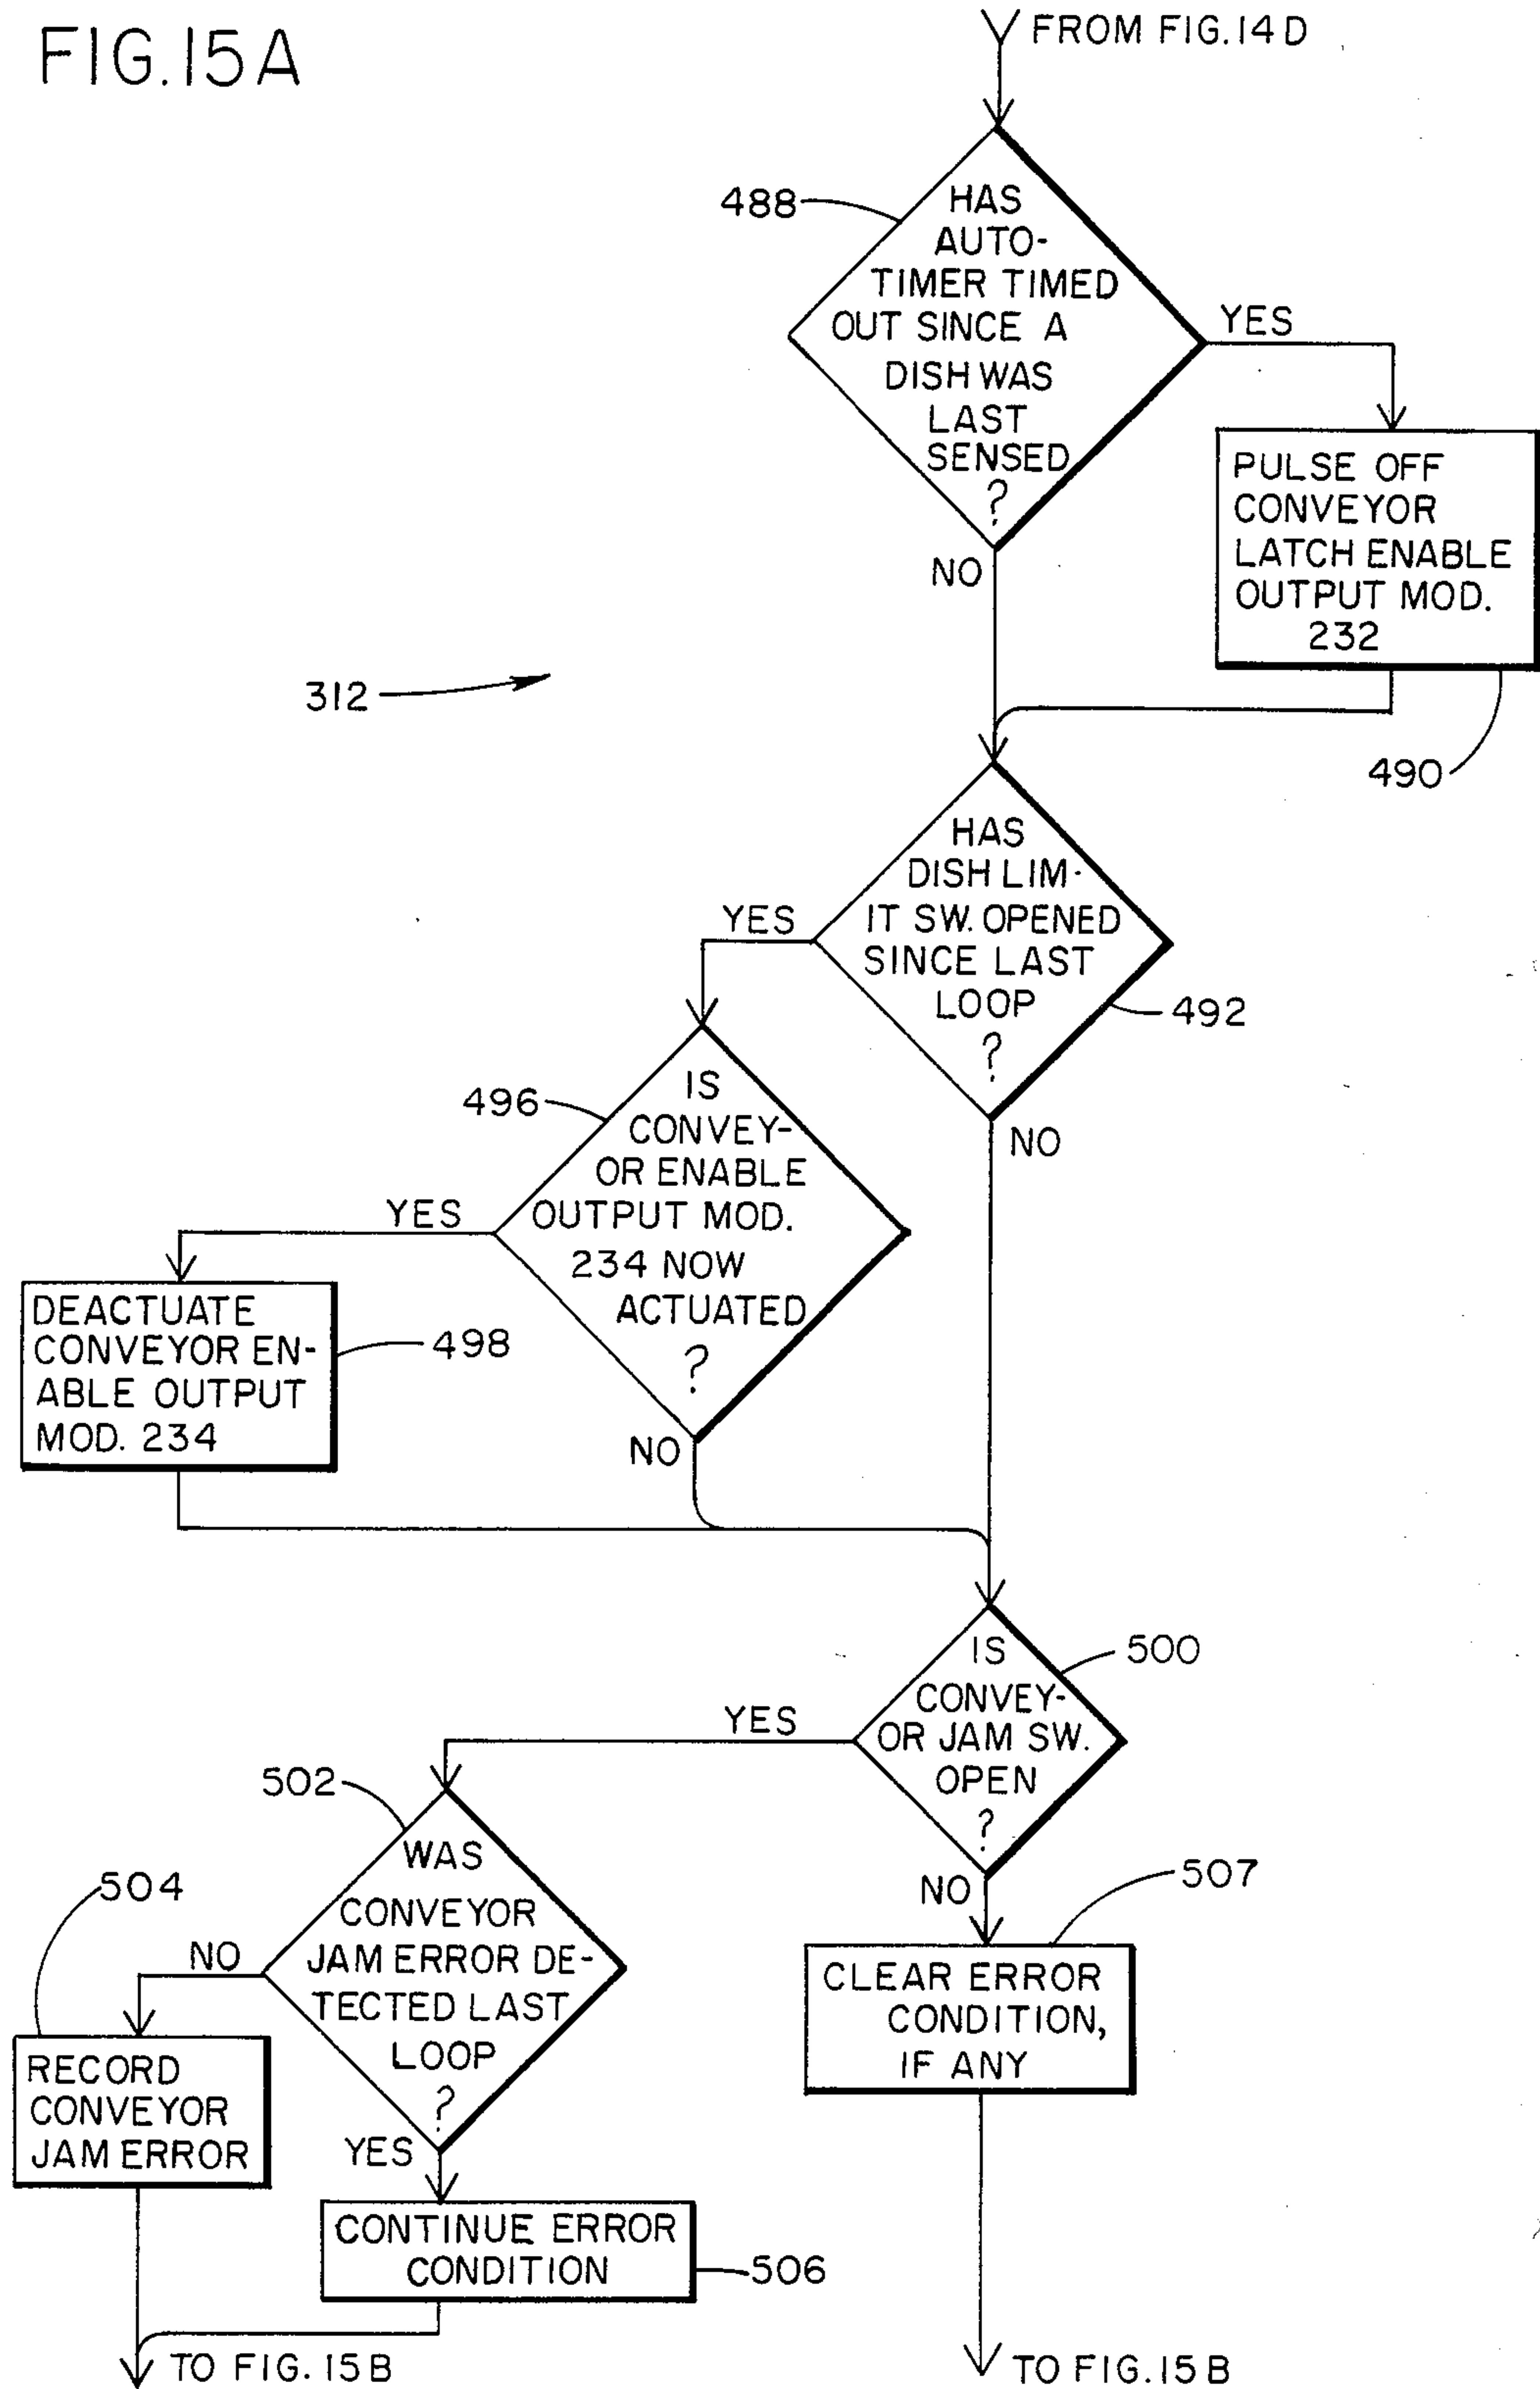 FIG. 15A
FROM FIG. 14D
488
HAS
AUTO-
TIMER TIMED
OUT SINCE A
DISH WAS
LAST
SENSED
?
YES
NO
PULSE OFF
CONVEYOR
LATCH ENABLE
OUTPUT MOD.
232
490
312
HAS
DISH LIM-
IT SW. OPENED
SINCE LAST
LOOP
?
YES
492
NO
496
IS
CONVEY-
OR ENABLE
OUTPUT MOD.
234 NOW
ACTUATED
?
YES
NO
DEACTUATE
CONVEYOR EN-
ABLE OUTPUT
MOD. 234
498
IS
CONVEY-
OR JAM SW.
OPEN
?
500
YES
NO
502
WAS
CONVEYOR
JAM ERROR DE-
TECTED LAST
LOOP
?
NO
YES
504
RECORD
CONVEYOR
JAM ERROR
507
CLEAR ERROR
CONDITION,
IF ANY
CONTINUE ERROR
CONDITION
506
TO FIG. 15B
TO FIG. 15B